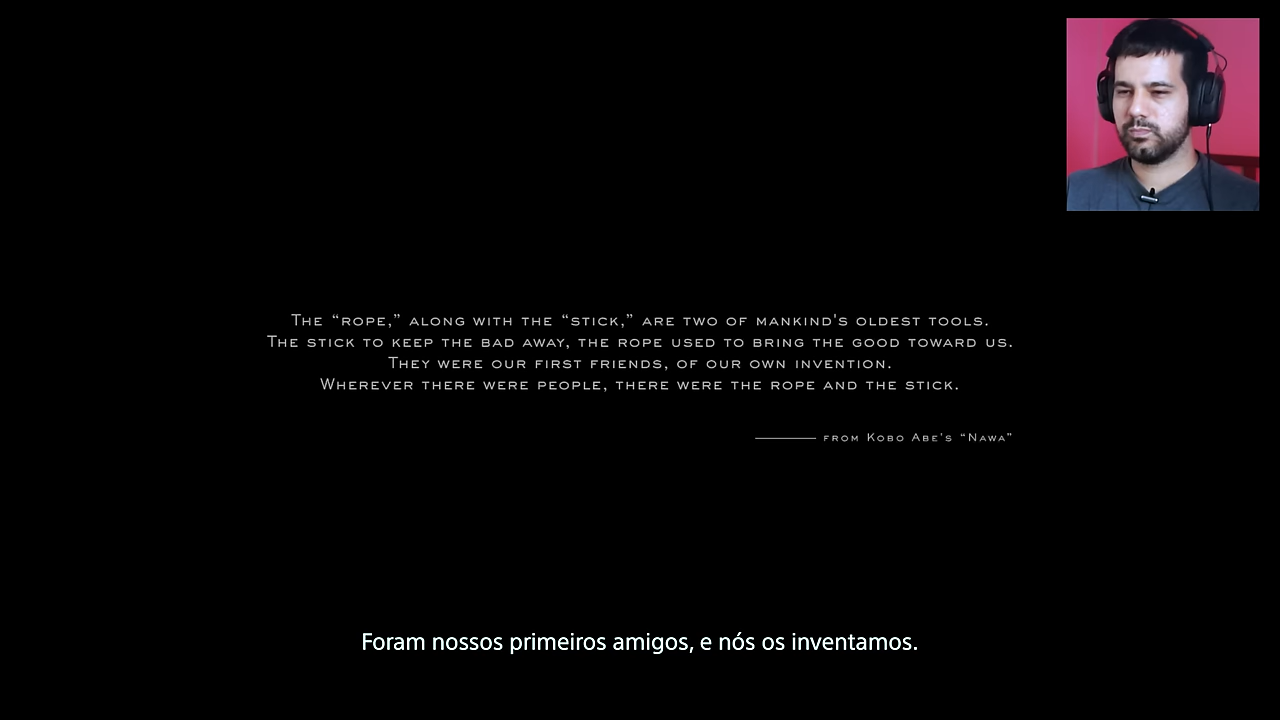 The “rope,” along with the “stick,” are two of mankind's oldest tools.
The stick to keep the bad away, the rope used to bring the good toward us.
They were our first friends, of our own invention.
Wherever there were people, there were the rope and the stick.
——— from Kobo Abe's “Nawa”
Foram nossos primeiros amigos, e nós os inventamos.